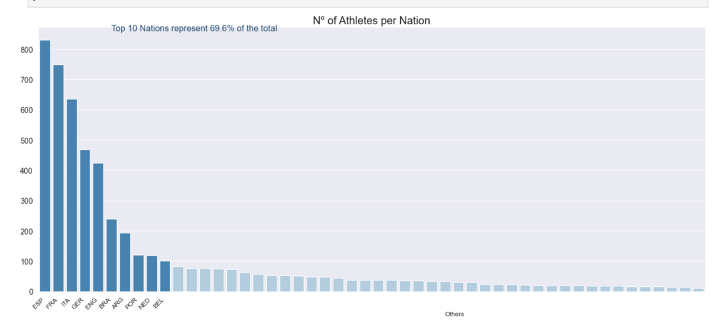 Nº of Athletes per Nation
Top 10 Nations represent 69.6% of the total
800
700
600
500
400
300
200
100
0
ESP
FRA
ITA
GER
ENG
BRA
ARG
POR
NED
BEL
Others